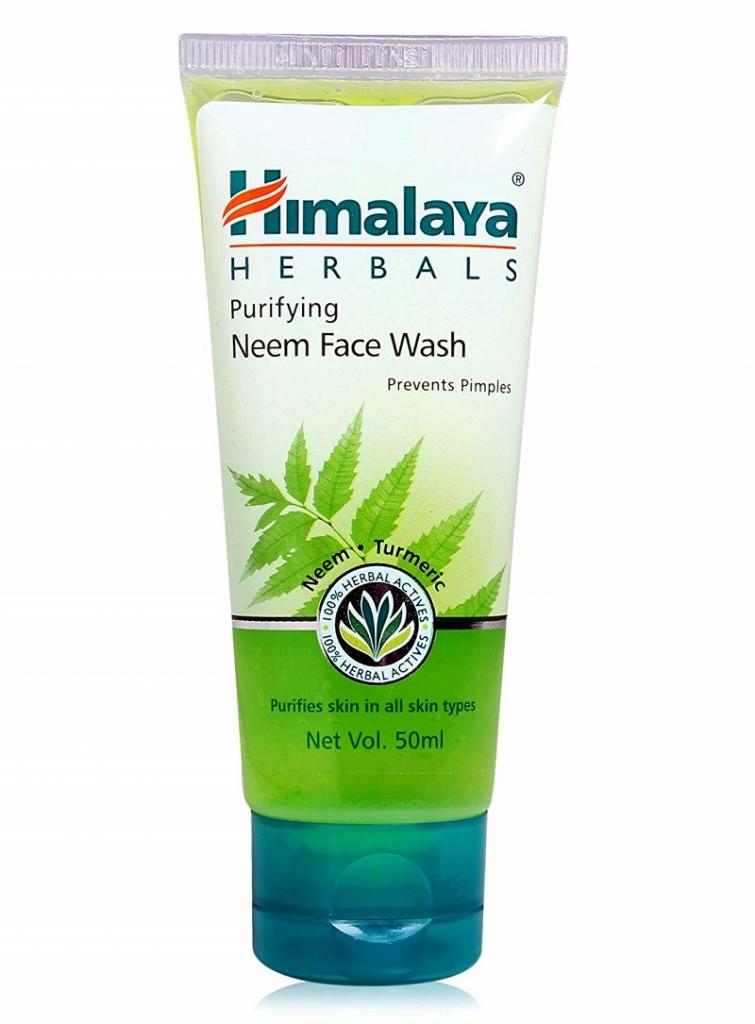 Himalaya®
HERBALS
Purifying
Neem Face Wash
Prevents Pimples
Neem • Turmeric
100% HERBAL ACTIVES •
100% HERBAL ACTIVES •
Purifies skin in all skin types
Net Vol. 50ml